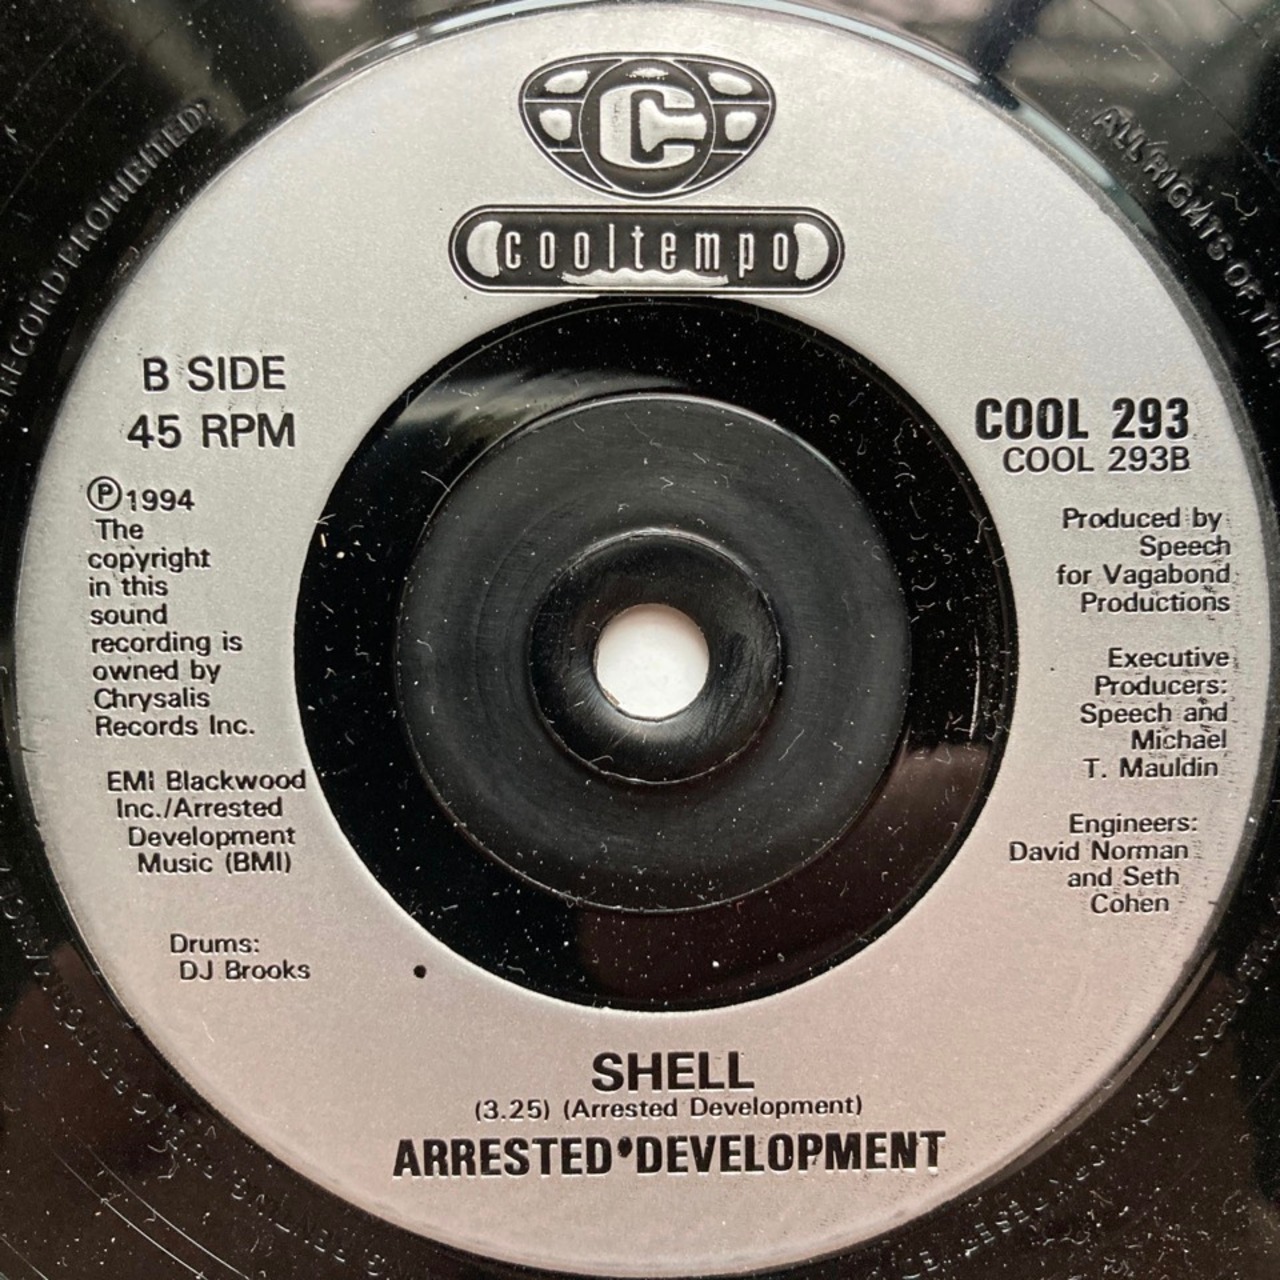 C
cooltempo
B SIDE
45 RPM
℗1994
The
copyright
in this
sound
recording is
owned by
Chrysalis
Records Inc.
EMI Blackwood
Inc./Arrested
Development
Music (BMI)
Drums:
DJ Brooks
COOL 293
COOL 293B
Produced by
Speech
for Vagabond
Productions
Executive
Producers:
Speech and
Michael
T. Mauldin
Engineers:
David Norman
and Seth
Cohen
SHELL
(3.25) (Arrested Development)
ARRESTED•DEVELOPMENT
ALL RIGHTS OF THE
RECORD PROHIBITED